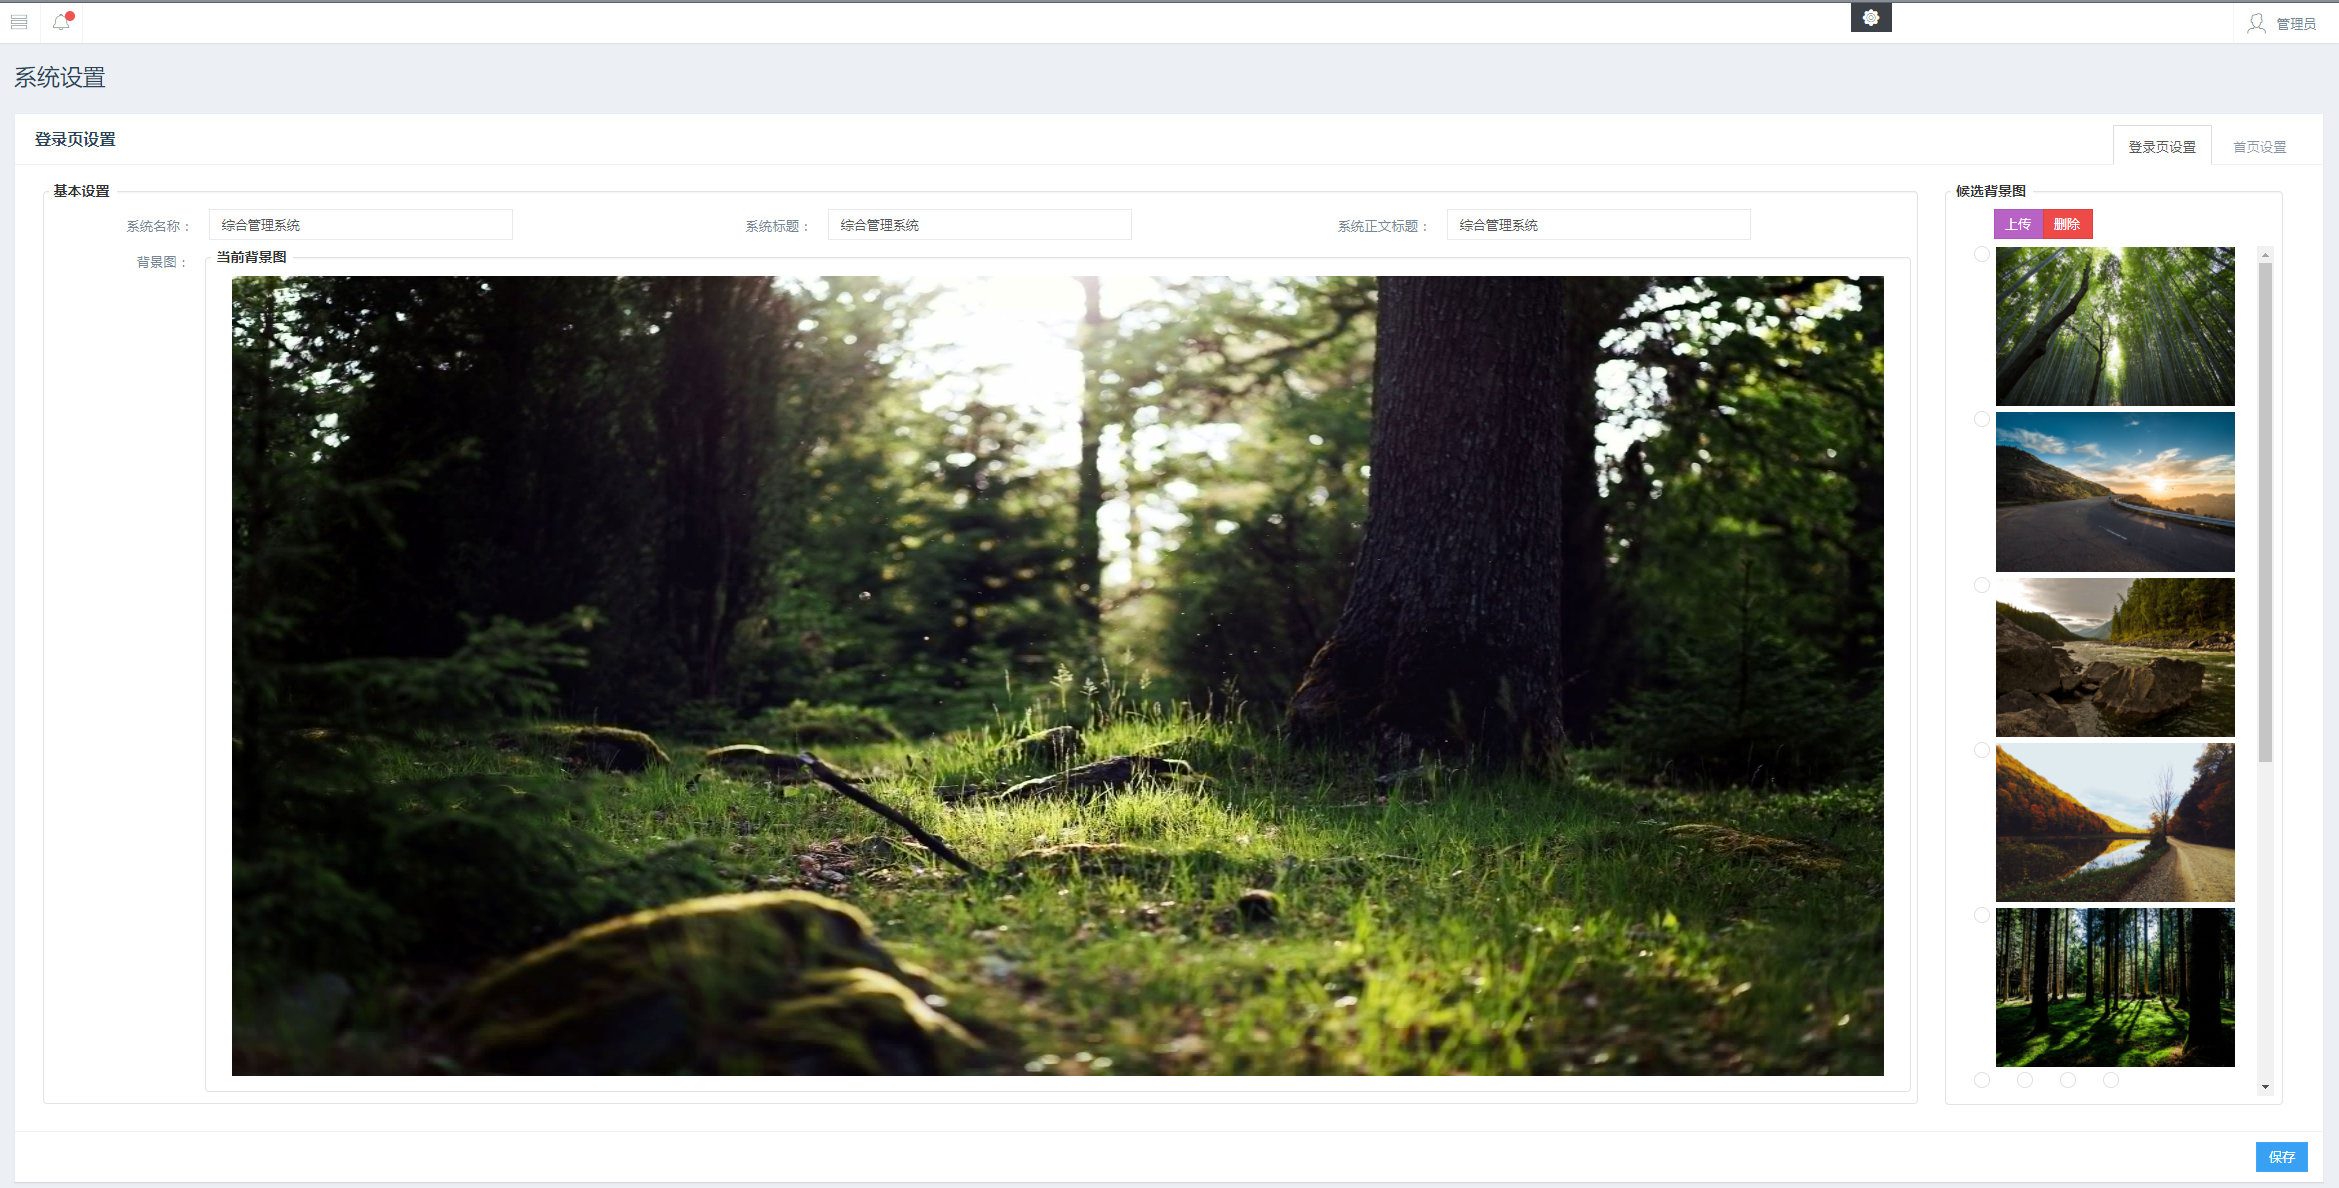 管理员
系统设置
登录页设置
登录页设置
首页设置
基本设置
系统名称：
综合管理系统
系统标题：
综合管理系统
系统正文标题：
综合管理系统
背景图：
当前背景图
候选背景图
上传
删除
保存